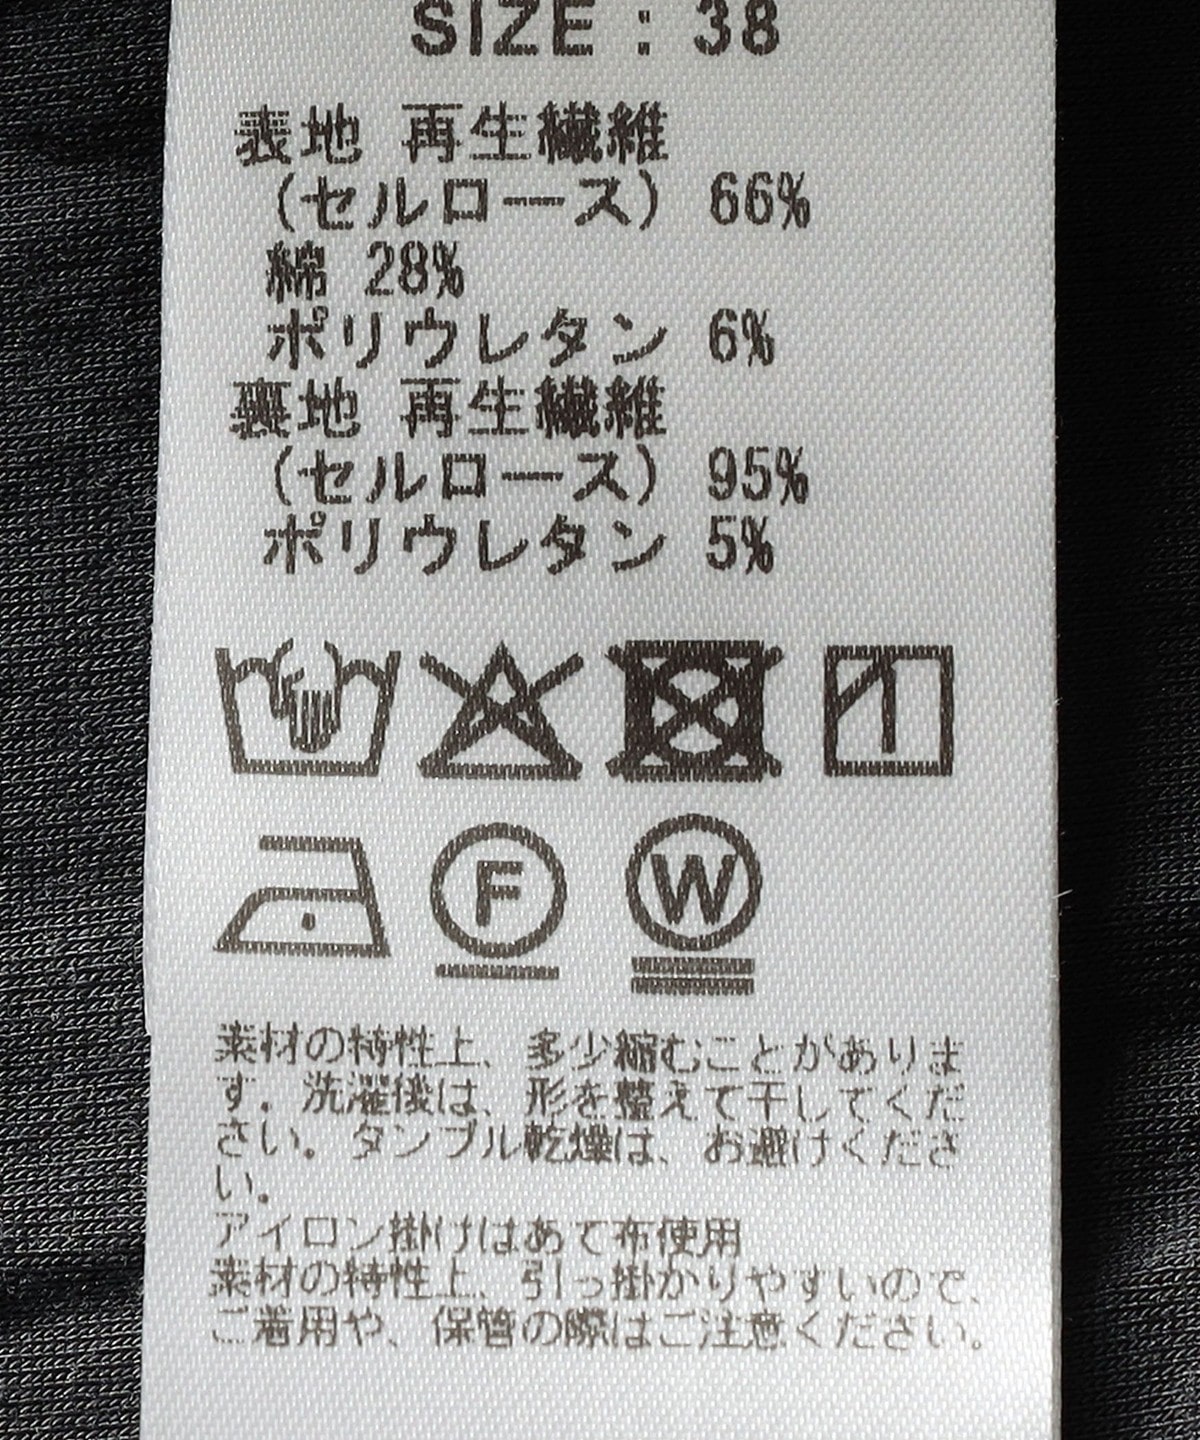 SIZE : 38
表地 再生繊維
(セルロース) 66%
綿 28%
ポリウレタン 6%
裏地 再生繊維
(セルロース) 95%
ポリウレタン 5%
F W
素材の特性上、多少縮むことがありま
す。洗濯後は、形を整えて干してくだ
さい。タンブル乾燥は、お避けくださ
い。
アイロン掛けはあて布使用
素材の特性上、引っ掛かりやすいので、
ご着用や、保管の際はご注意ください。